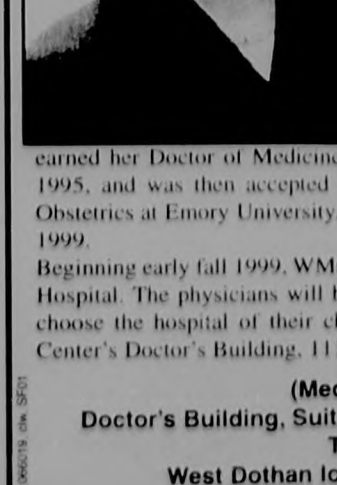 earned her Doctor of Medicine
1995, and was then accepted
Obstetrics at Emory University
1999.
Beginning early fall 1999, WM
Hospital. The physicians will
choose the hospital of their
Center's Doctor's Building, 11
(Med
Doctor's Building, Suit
West Dothan
066019 clw SF01